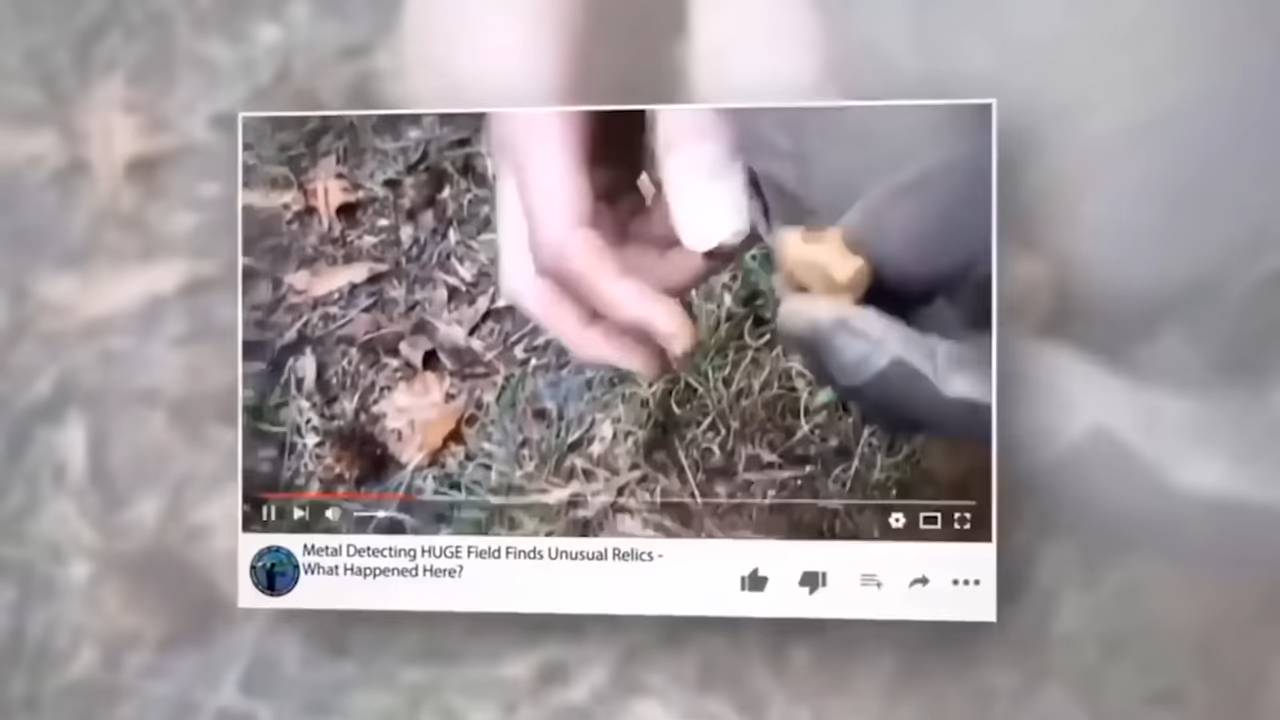 Metal Detecting HUGE Field Finds Unusual Relics -
What Happened Here?